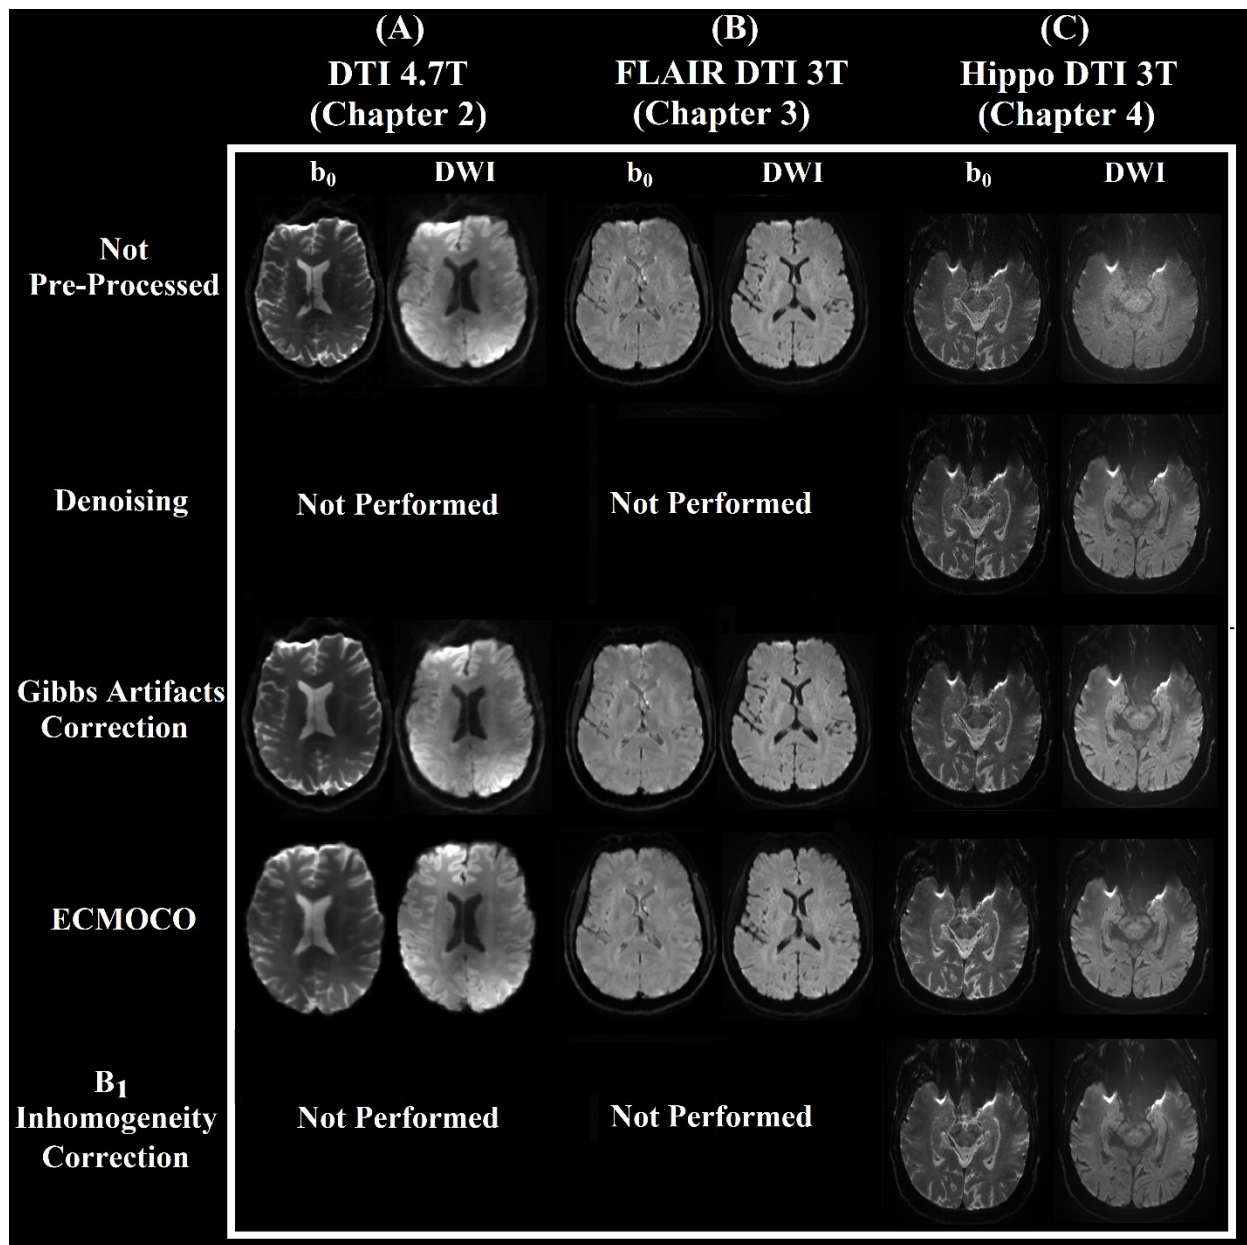 (A)
DTI 4.7T
(Chapter 2)
(B)
FLAIR DTI 3T
(Chapter 3)
(C)
Hippo DTI 3T
(Chapter 4)
b₀ DWI b₀ DWI b₀ DWI
Not
Pre-Processed
Denoising
Not Performed
Not Performed
Gibbs Artifacts
Correction
ECMOCO
B₁
Inhomogeneity
Correction
Not Performed
Not Performed